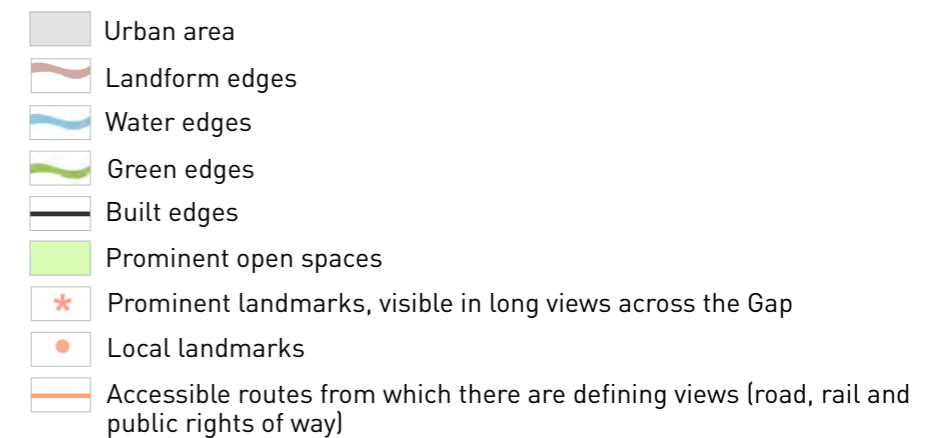 Urban area
Landform edges
Water edges
Green edges
Built edges
Prominent open spaces
Prominent landmarks, visible in long views across the Gap
Local landmarks
Accessible routes from which there are defining views (road, rail and
public rights of way)